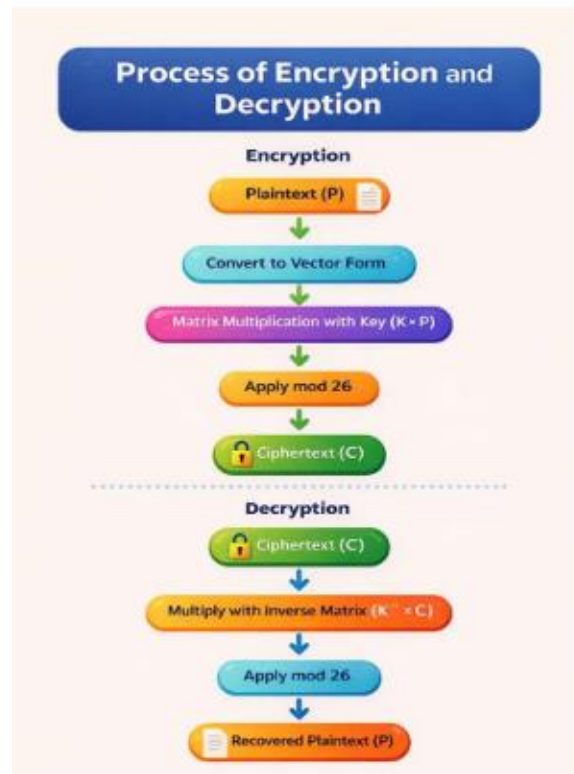 Process of Encryption and
Decryption
Encryption
Plaintext (P)
Convert to Vector Form
Matrix Multiplication with Key (K × P)
Apply mod 26
Ciphertext (C)
Decryption
Ciphertext (C)
Multiply with Inverse Matrix (K × C)
Apply mod 26
Recovered Plaintext (P)